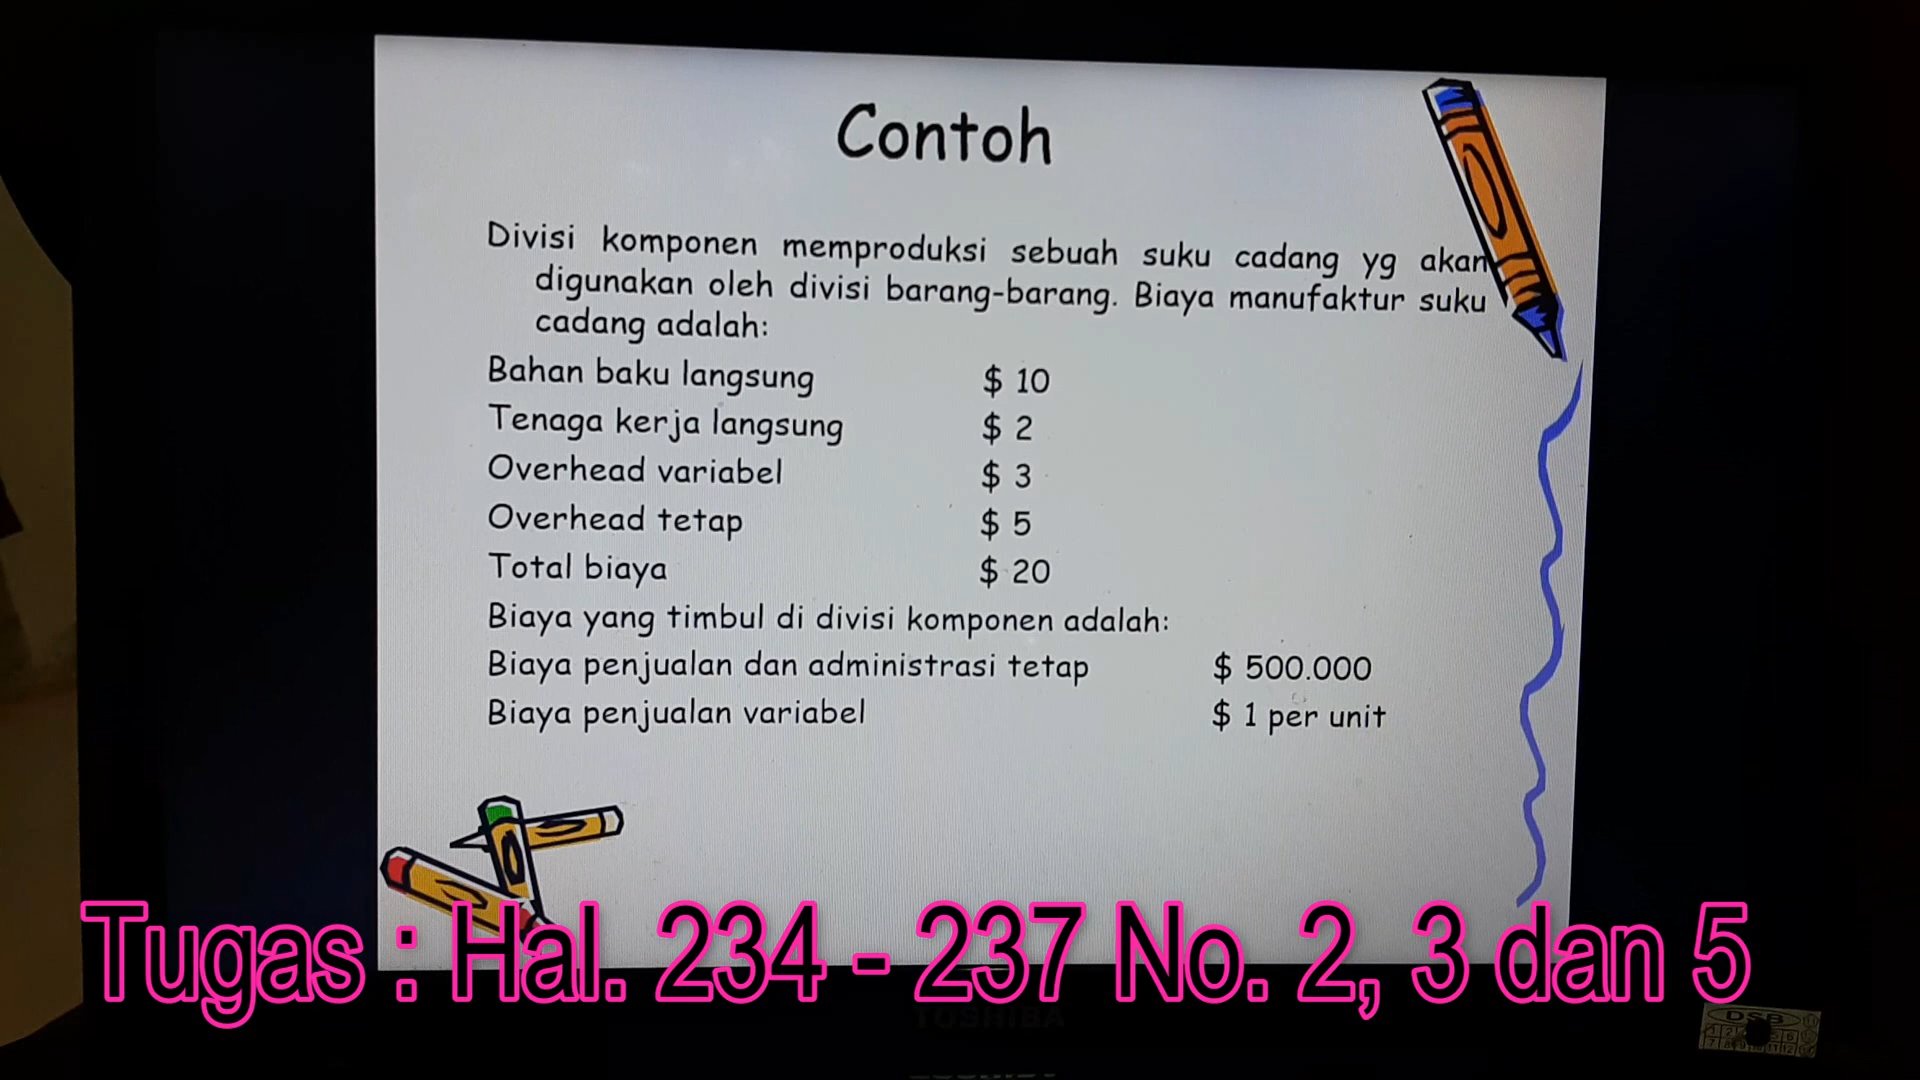 Contoh
Divisi komponen memproduksi sebuah suku cadang yg akan
digunakan oleh divisi barang-barang. Biaya manufaktur suku
cadang adalah:
Bahan baku langsung $ 10
Tenaga kerja langsung $ 2
Overhead variabel $ 3
Overhead tetap $ 5
Total biaya $ 20
Biaya yang timbul di divisi komponen adalah:
Biaya penjualan dan administrasi tetap $ 500.000
Biaya penjualan variabel $ 1 per unit
Tugas : Hal. 234 - 237 No. 2, 3 dan 5
TOSHIBA
DSB